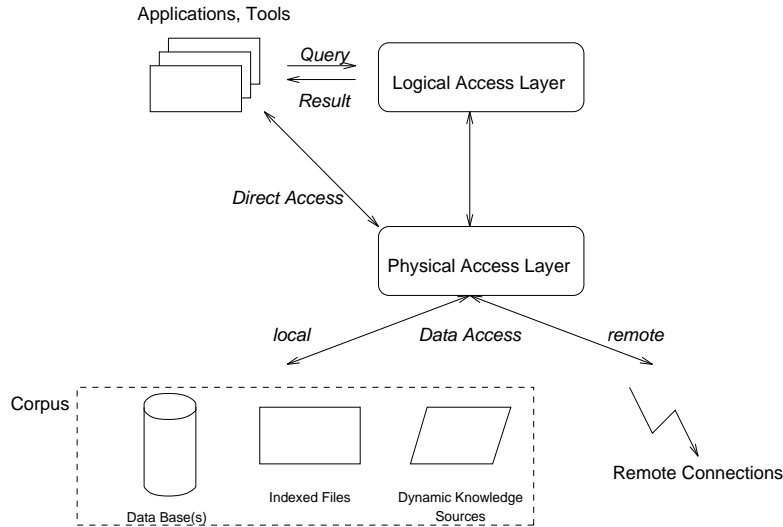 Applications, Tools
Query
Result
Logical Access Layer
Direct Access
Physical Access Layer
local
Data Access
remote
Corpus
Data Base(s)
Indexed Files
Dynamic Knowledge
Sources
Remote Connections